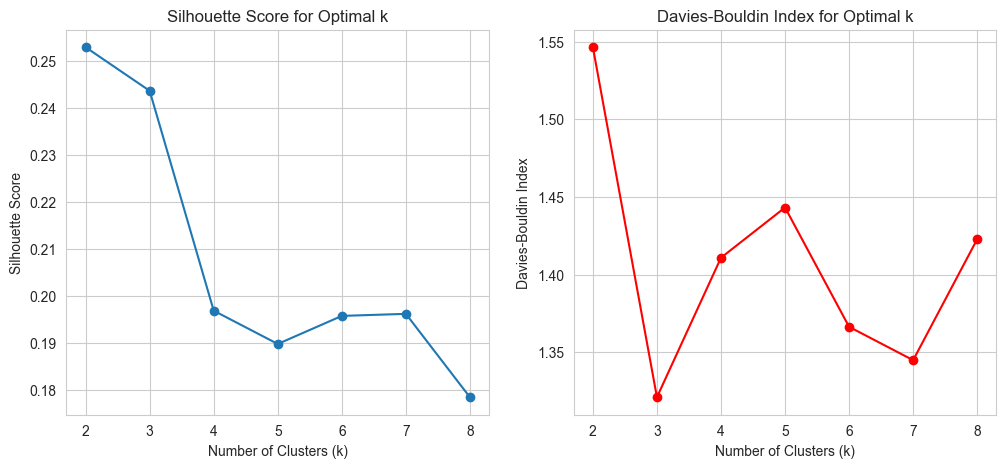 Silhouette Score for Optimal k
Silhouette Score
0.25
0.24
0.23
0.22
0.21
0.20
0.19
0.18
2 3 4 5 6 7 8
Number of Clusters (k)
Davies-Bouldin Index for Optimal k
Davies-Bouldin Index
1.55
1.50
1.45
1.40
1.35
2 3 4 5 6 7 8
Number of Clusters (k)